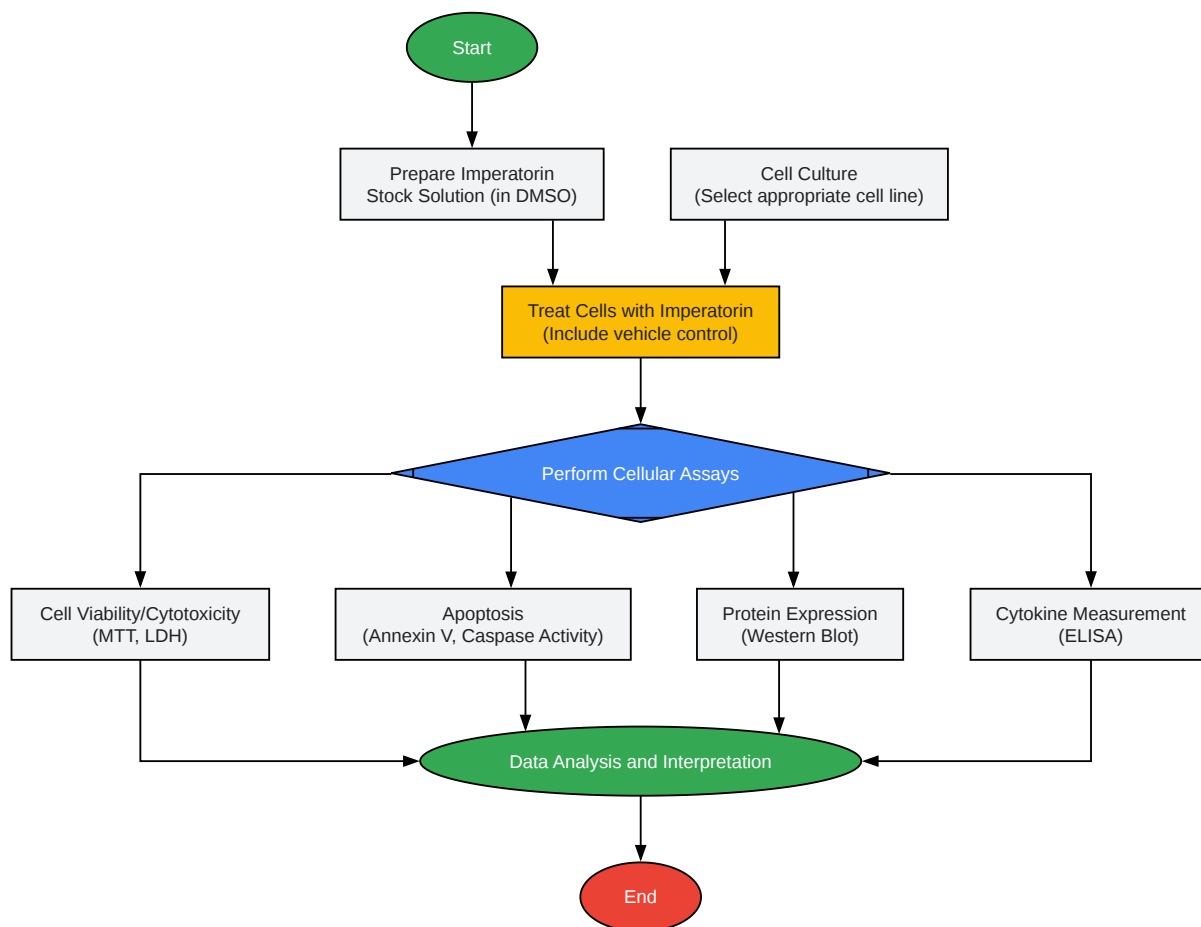 Start
Prepare Imperatorin
Stock Solution (in DMSO)
Cell Culture
(Select appropriate cell line)
Treat Cells with Imperatorin
(Include vehicle control)
Perform Cellular Assays
Cell Viability/Cytotoxicity
(MTT, LDH)
Apoptosis
(Annexin V, Caspase Activity)
Protein Expression
(Western Blot)
Cytokine Measurement
(ELISA)
Data Analysis and Interpretation
End